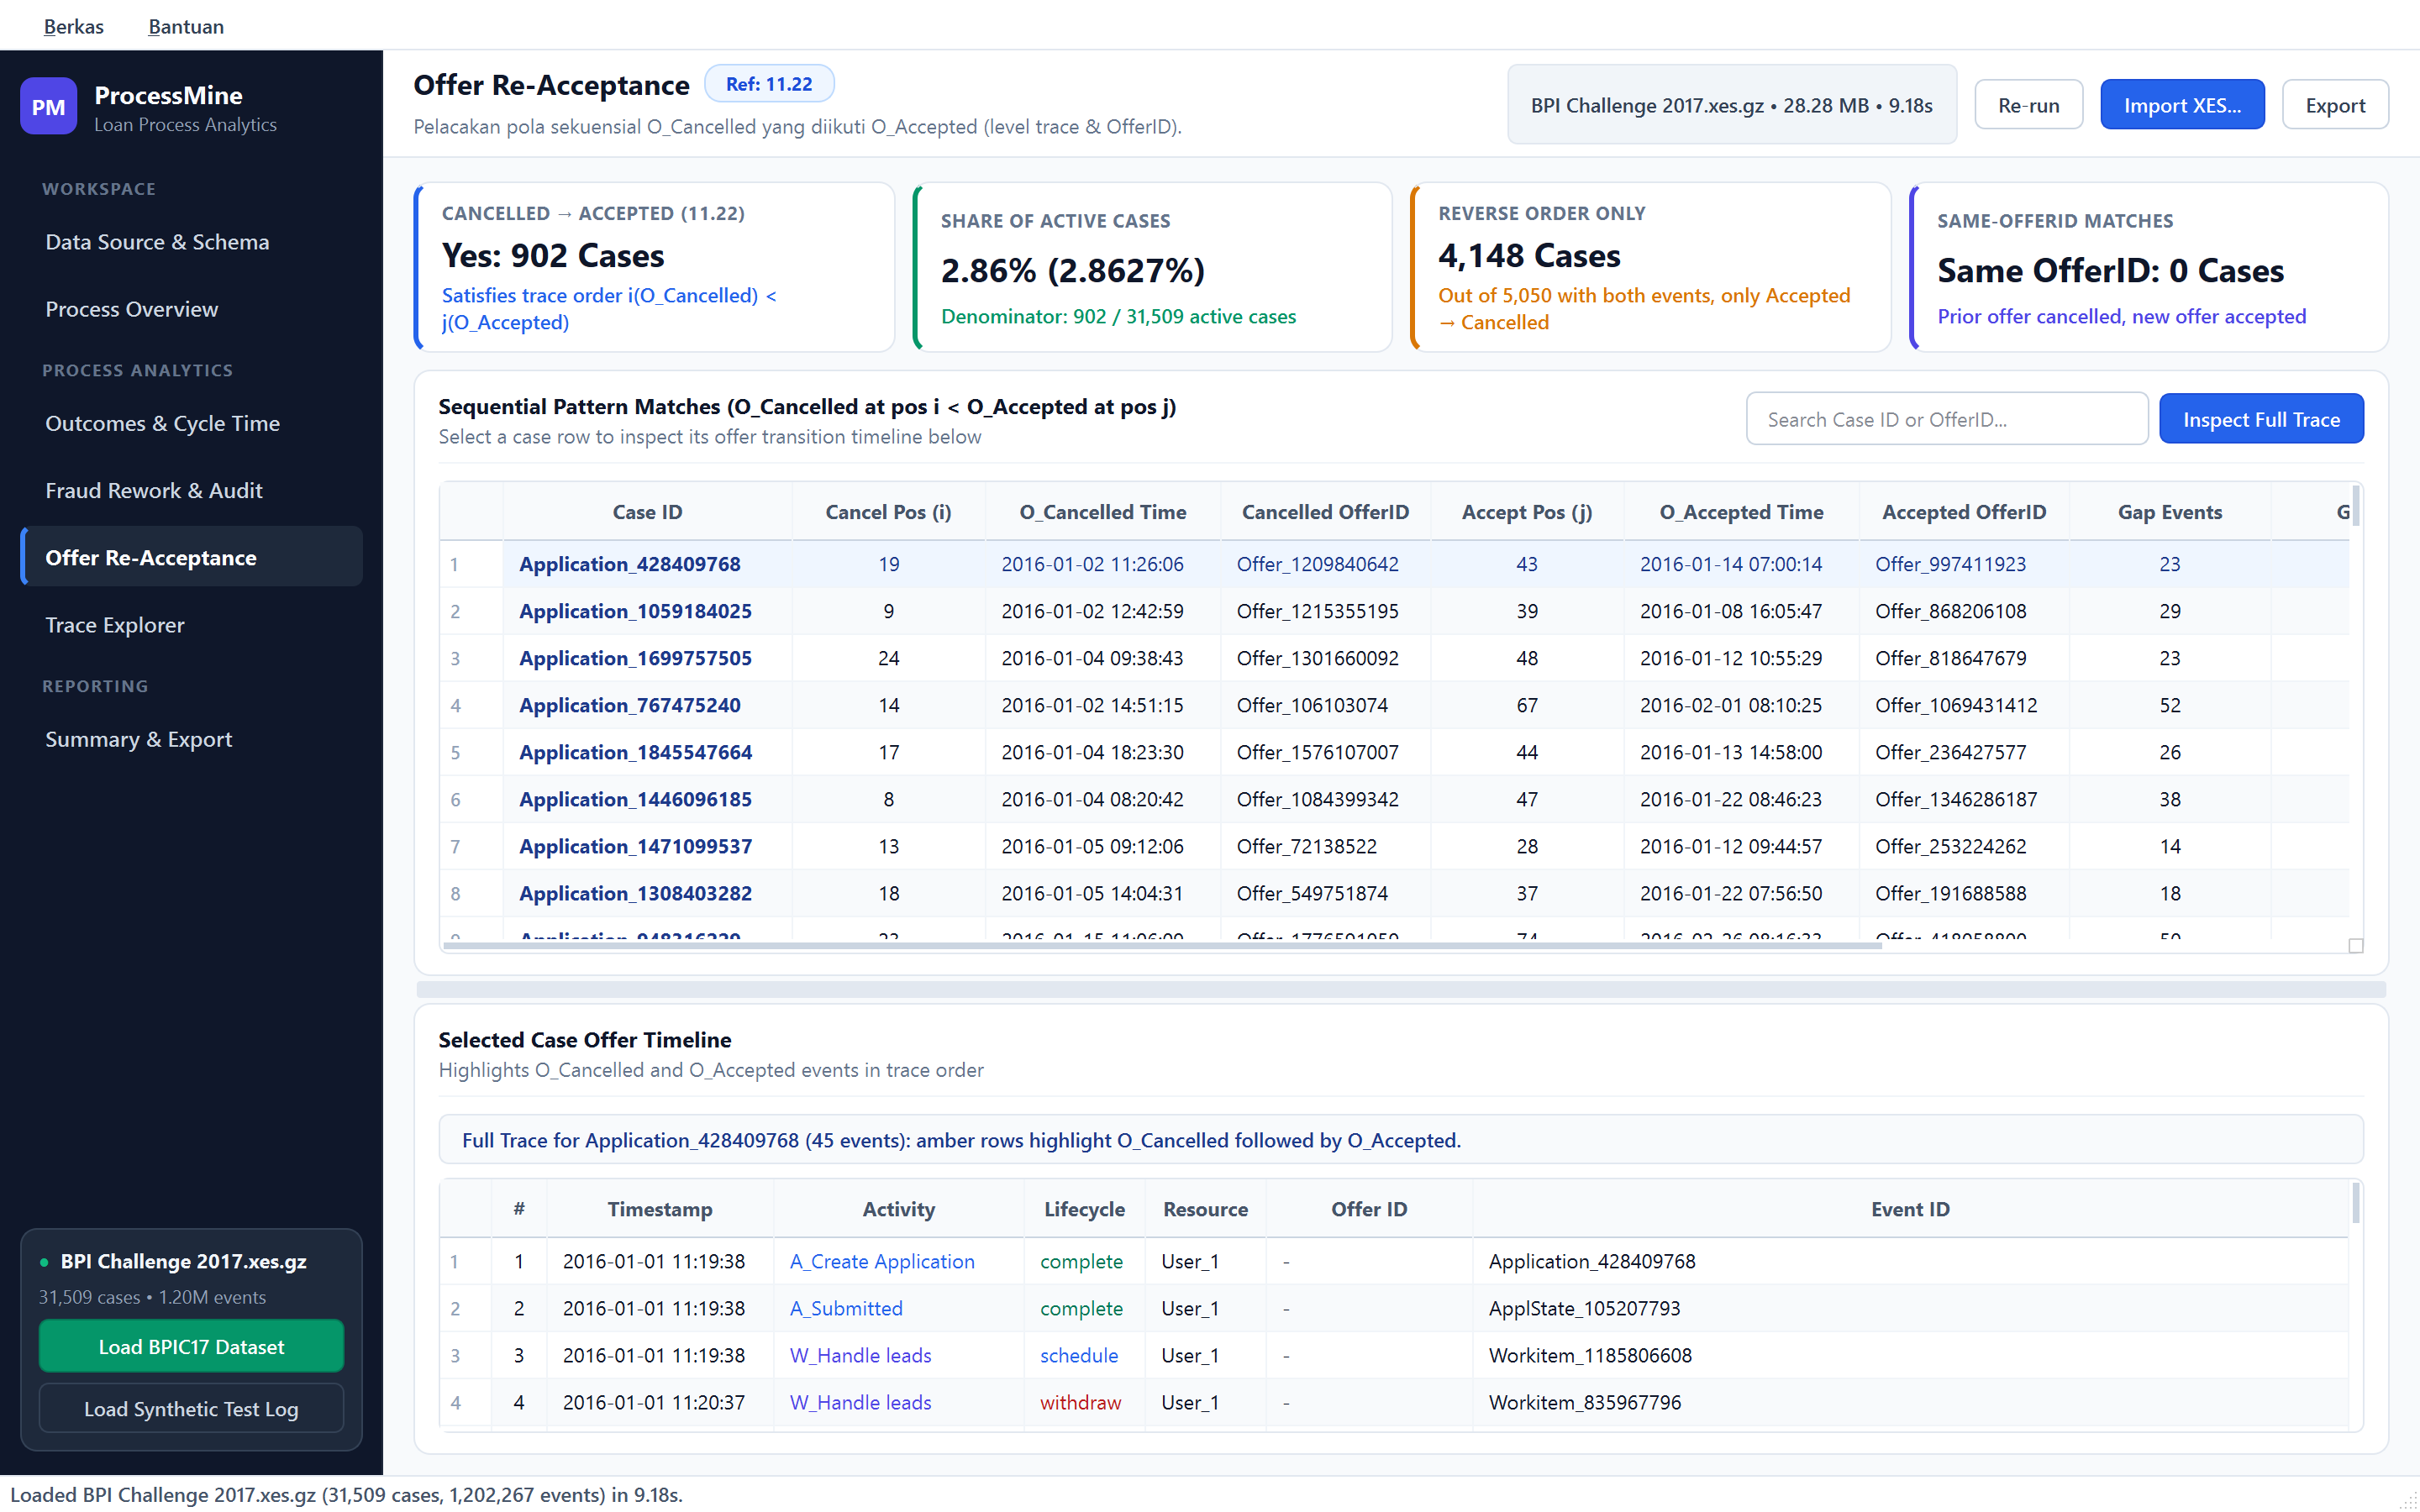 Berkas Bantuan
PM
ProcessMine
Loan Process Analytics
WORKSPACE
Data Source & Schema
Process Overview
PROCESS ANALYTICS
Outcomes & Cycle Time
Fraud Rework & Audit
Offer Re-Acceptance
Trace Explorer
REPORTING
Summary & Export
● BPI Challenge 2017.xes.gz
31,509 cases • 1.20M events
Load BPIC17 Dataset
Load Synthetic Test Log
Offer Re-Acceptance Ref: 11.22
Pelacakan pola sekuensial O_Cancelled yang diikuti O_Accepted (level trace & OfferID).
BPI Challenge 2017.xes.gz • 28.28 MB • 9.18s Re-run Import XES... Export
CANCELLED → ACCEPTED (11.22)
Yes: 902 Cases
Satisfies trace order i(O_Cancelled) <
j(O_Accepted)
SHARE OF ACTIVE CASES
2.86% (2.8627%)
Denominator: 902 / 31,509 active cases
REVERSE ORDER ONLY
4,148 Cases
Out of 5,050 with both events, only Accepted
→ Cancelled
SAME-OFFERID MATCHES
Same OfferID: 0 Cases
Prior offer cancelled, new offer accepted
Sequential Pattern Matches (O_Cancelled at pos i < O_Accepted at pos j)
Select a case row to inspect its offer transition timeline below
Search Case ID or OfferID... Inspect Full Trace
Case ID Cancel Pos (i) O_Cancelled Time Cancelled OfferID Accept Pos (j) O_Accepted Time Accepted OfferID Gap Events G
1 Application_428409768 19 2016-01-02 11:26:06 Offer_1209840642 43 2016-01-14 07:00:14 Offer_997411923 23
2 Application_1059184025 9 2016-01-02 12:42:59 Offer_1215355195 39 2016-01-08 16:05:47 Offer_868206108 29
3 Application_1699757505 24 2016-01-04 09:38:43 Offer_1301660092 48 2016-01-12 10:55:29 Offer_818647679 23
4 Application_767475240 14 2016-01-02 14:51:15 Offer_106103074 67 2016-02-01 08:10:25 Offer_1069431412 52
5 Application_1845547664 17 2016-01-04 18:23:30 Offer_1576107007 44 2016-01-13 14:58:00 Offer_236427577 26
6 Application_1446096185 8 2016-01-04 08:20:42 Offer_1084399342 47 2016-01-22 08:46:23 Offer_1346286187 38
7 Application_1471099537 13 2016-01-05 09:12:06 Offer_72138522 28 2016-01-12 09:44:57 Offer_253224262 14
8 Application_1308403282 18 2016-01-05 14:04:31 Offer_549751874 37 2016-01-22 07:56:50 Offer_191688588 18
Selected Case Offer Timeline
Highlights O_Cancelled and O_Accepted events in trace order
Full Trace for Application_428409768 (45 events): amber rows highlight O_Cancelled followed by O_Accepted.
# Timestamp Activity Lifecycle Resource Offer ID Event ID
1 1 2016-01-01 11:19:38 A_Create Application complete User_1 - Application_428409768
2 2 2016-01-01 11:19:38 A_Submitted complete User_1 - ApplState_105207793
3 3 2016-01-01 11:19:38 W_Handle leads schedule User_1 - Workitem_1185806608
4 4 2016-01-01 11:20:37 W_Handle leads withdraw User_1 - Workitem_835967796
Loaded BPI Challenge 2017.xes.gz (31,509 cases, 1,202,267 events) in 9.18s.